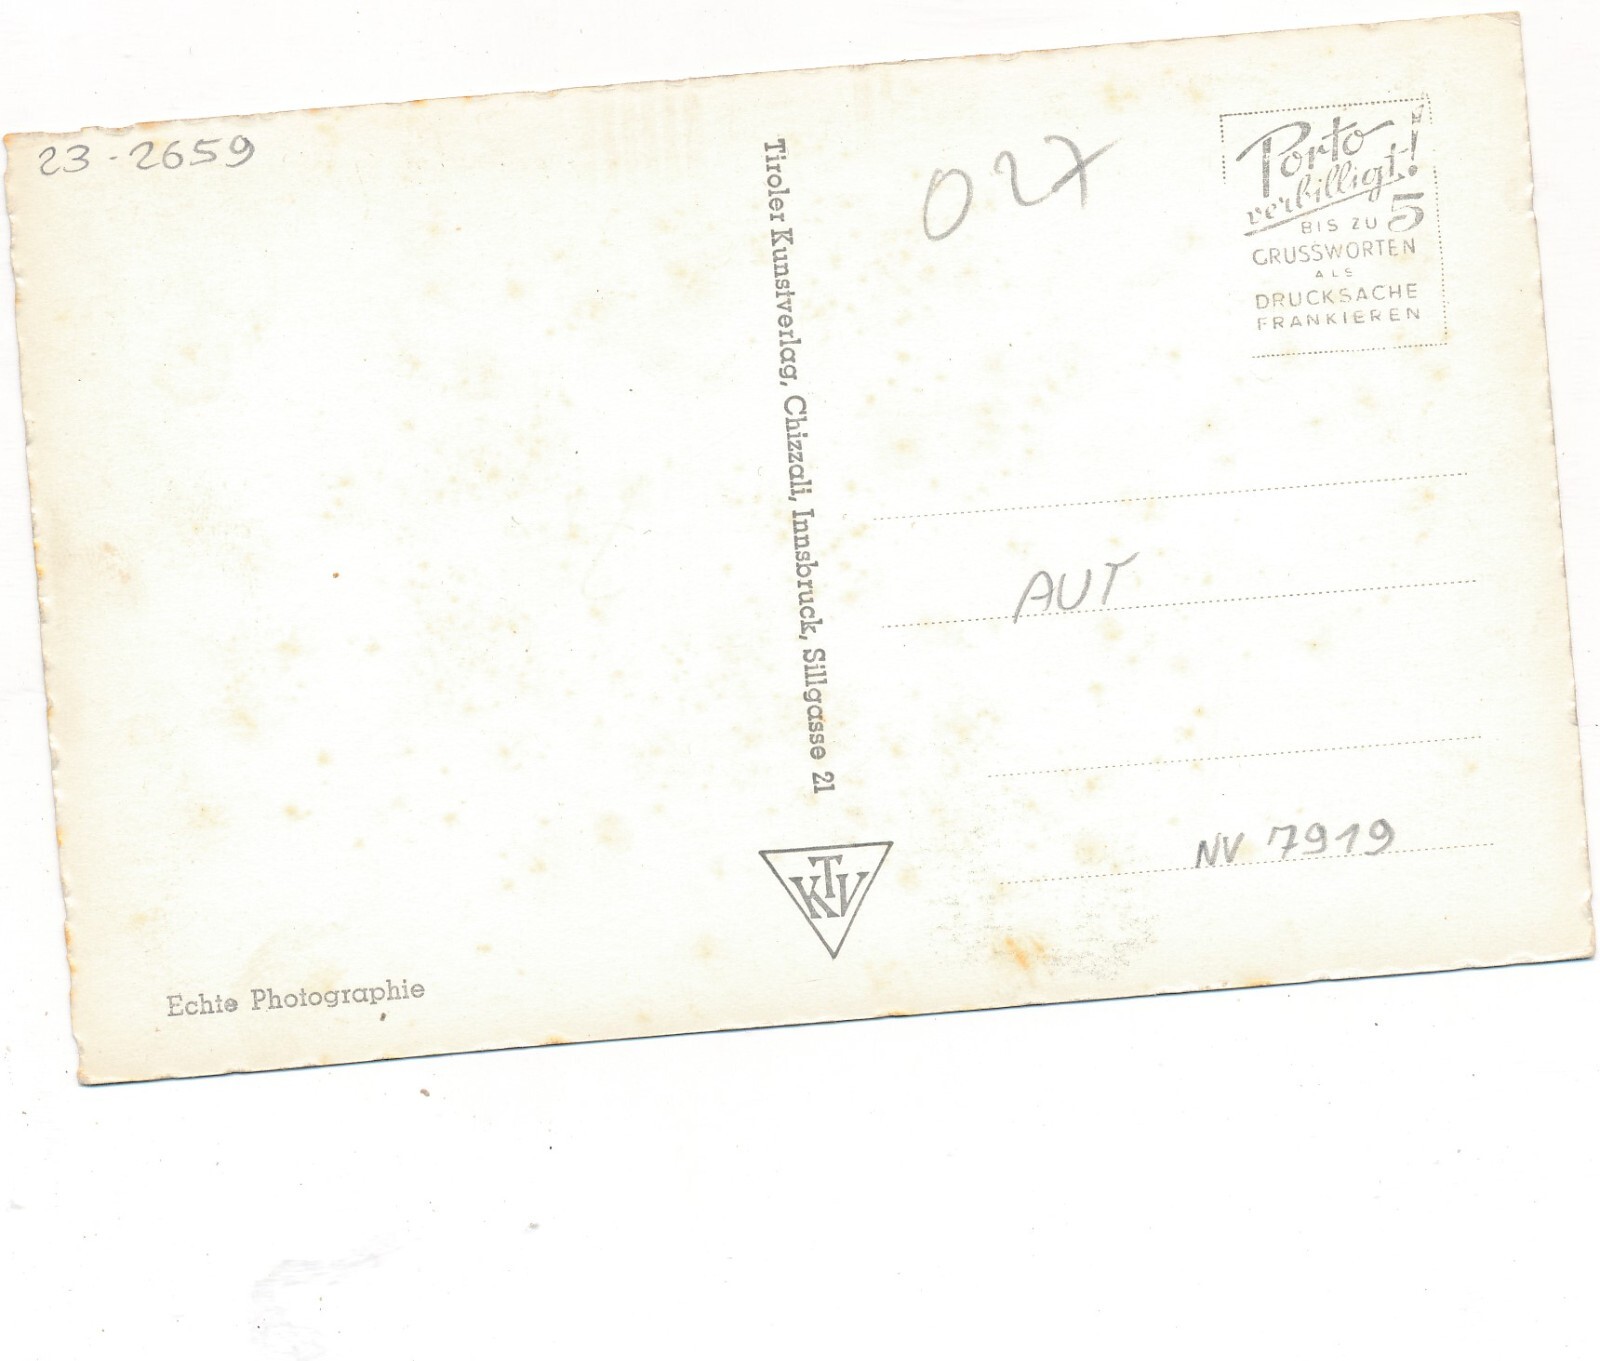 23-2659
Tiroler Kunstverlag, Chizzali, Innsbruck, Sillgasse 21
KTV
Echte Photographie
027
Porto
verbilligt!
BIS ZU 5
GRUSSWORTEN
ALS
DRUCKSACHE
FRANKIEREN
AUT
NV 7919